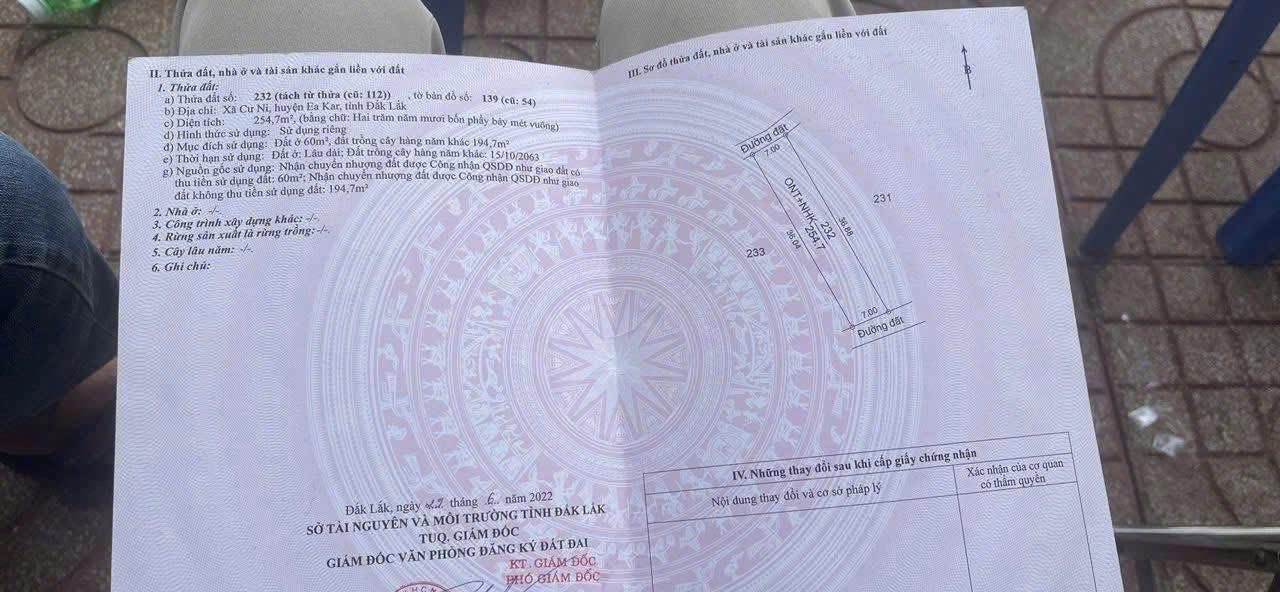 II. Thửa đất, nhà ở và tài sản khác gắn liền với đất
1. Thửa đất:
a) Thửa đất số: 232 (tách từ thửa (cũ: 112)) , tờ bản đồ số: 139 (cũ: 54)
b) Địa chỉ: Xã Cư Ni, huyện Ea Kar, tỉnh Đắk Lắk
c) Diện tích: 254,7m², (bằng chữ: Hai trăm năm mươi bốn phẩy bảy mét vuông)
d) Hình thức sử dụng: Sử dụng riêng
đ) Mục đích sử dụng: Đất ở 60m², đất trồng cây hàng năm khác 194,7m²
e) Thời hạn sử dụng: Đất ở: Lâu dài; Đất trồng cây hàng năm khác: 15/10/2063
g) Nguồn gốc sử dụng: Nhận chuyển nhượng đất được Công nhận QSDĐ như giao đất có
thu tiền sử dụng đất: 60m²; Nhận chuyển nhượng đất được Công nhận QSDĐ như giao
đất không thu tiền sử dụng đất: 194,7m²
2. Nhà ở: -/-.
3. Công trình xây dựng khác: -/-.
4. Rừng sản xuất là rừng trồng: -/-.
5. Cây lâu năm: -/-.
6. Ghi chú:
Đắk Lắk, ngày tháng 6 năm 2022
SỞ TÀI NGUYÊN VÀ MÔI TRƯỜNG TỈNH ĐẮK LẮK
TUQ. GIÁM ĐỐC
GIÁM ĐỐC VĂN PHÒNG ĐĂNG KÝ ĐẤT ĐAI
KT. GIÁM ĐỐC
PHÓ GIÁM ĐỐC
III. Sơ đồ thửa đất, nhà ở và tài sản khác gắn liền với đất
B
Đường đất
7.00
231
232
ONT+NHK 254.7
36.88
36.04
233
7.00
Đường đất
IV. Những thay đổi sau khi cấp giấy chứng nhận
Nội dung thay đổi và cơ sở pháp lý
Xác nhận của cơ quan
có thẩm quyền